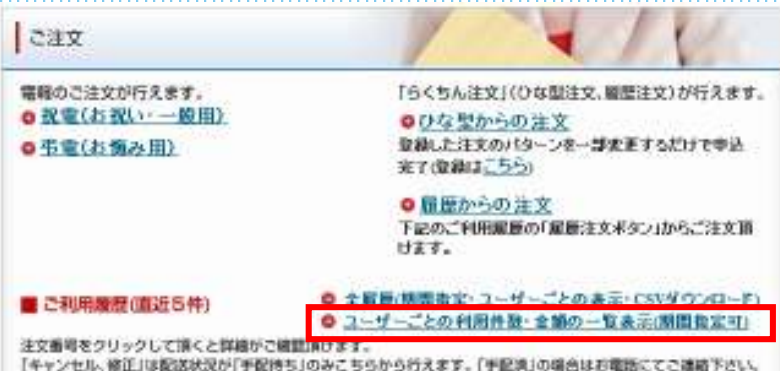 ご注文
電報のご注文が行えます。
祝電(お祝い・一般用)
弔電(お悔み用)
「らくちん注文」(ひな型注文、履歴注文)が行えます。
ひな型からの注文
登録した注文のパターンを一部変更するだけで申込
完了(登録はこちら)
履歴からの注文
下記のご利用履歴の「履歴注文ボタン」からご注文頂
けます。
ご利用履歴(直近5件)
全履歴(期間指定・ユーザーごとの表示・CSVダウンロード)
ユーザーごとの利用件数・金額の一覧表示(期間指定可)
注文番号をクリックして頂くと詳細がご確認頂けます。
「キャンセル、修正」は配送状況が「手配待ち」のみこちらから行えます。「手配済」の場合はお電話にてご連絡下さい。